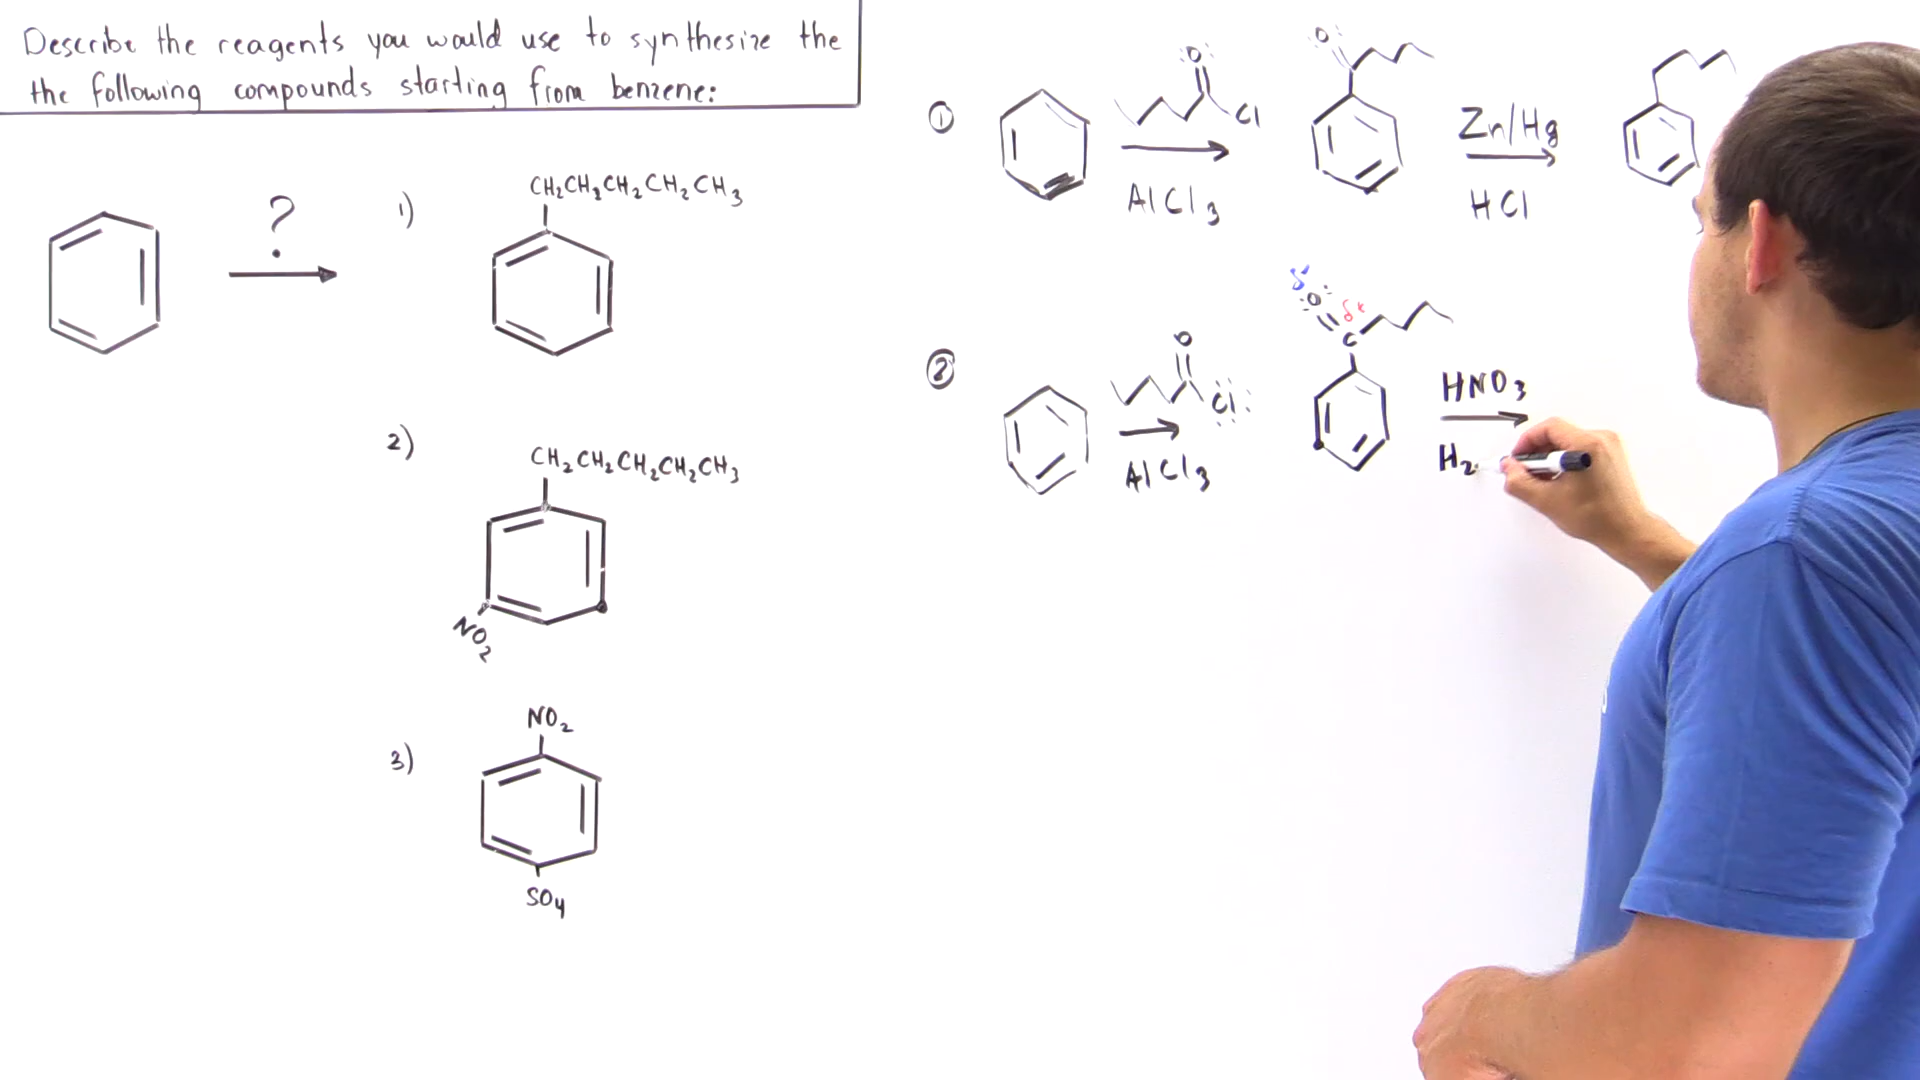 Describe the reagents you would use to synthesize the
the following compounds starting from benzene:
?
1)
CH₂CH₂CH₂CH₂CH₃
2)
CH₂CH₂CH₂CH₂CH₃
NO₂
3)
NO₂
SO₄
①
:O:
Cl
AlCl₃
:O:
Zn/Hg
HCl
②
O
:Cl:
AlCl₃
δ-
:O:
δ+
C
HNO₃
H₂